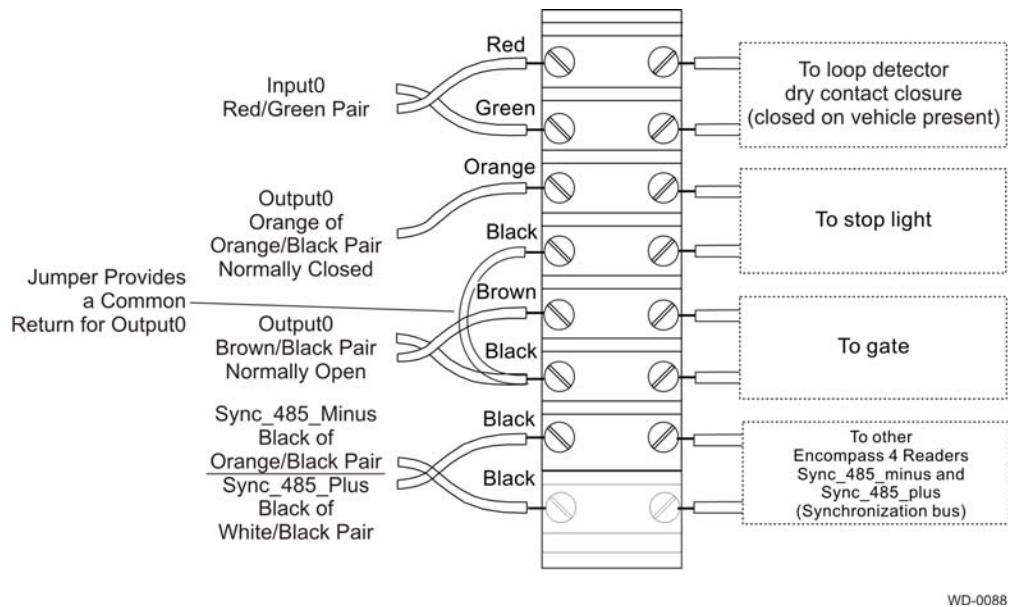 Input0
Red/Green Pair
Red
Green
To loop detector
dry contact closure
(closed on vehicle present)
Output0
Orange of
Orange/Black Pair
Normally Closed
Orange
Black
To stop light
Jumper Provides
a Common
Return for Output0
Output0
Brown/Black Pair
Normally Open
Brown
Black
To gate
Sync_485_Minus
Black of
Orange/Black Pair
Sync_485_Plus
Black of
White/Black Pair
Black
Black
To other
Encompass 4 Readers
Sync_485_minus and
Sync_485_plus
(Synchronization bus)
WD-0088